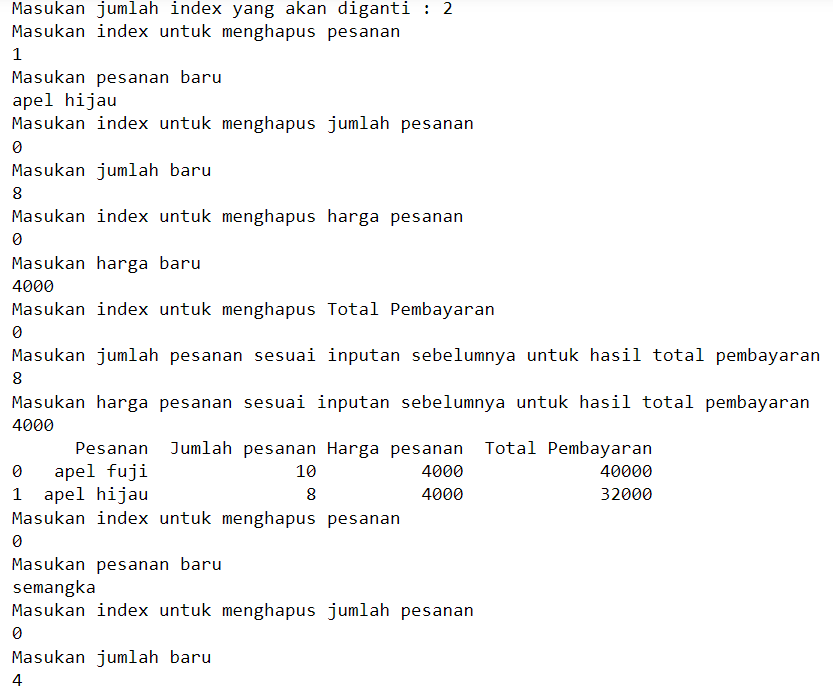 Masukan jumlah index yang akan diganti : 2
Masukan index untuk menghapus pesanan
1
Masukan pesanan baru
apel hijau
Masukan index untuk menghapus jumlah pesanan
0
Masukan jumlah baru
8
Masukan index untuk menghapus harga pesanan
0
Masukan harga baru
4000
Masukan index untuk menghapus Total Pembayaran
0
Masukan jumlah pesanan sesuai inputan sebelumnya untuk hasil total pembayaran
8
Masukan harga pesanan sesuai inputan sebelumnya untuk hasil total pembayaran
4000
      Pesanan  Jumlah pesanan Harga pesanan  Total Pembayaran
0   apel fuji              10          4000             40000
1  apel hijau               8          4000             32000
Masukan index untuk menghapus pesanan
0
Masukan pesanan baru
semangka
Masukan index untuk menghapus jumlah pesanan
0
Masukan jumlah baru
4